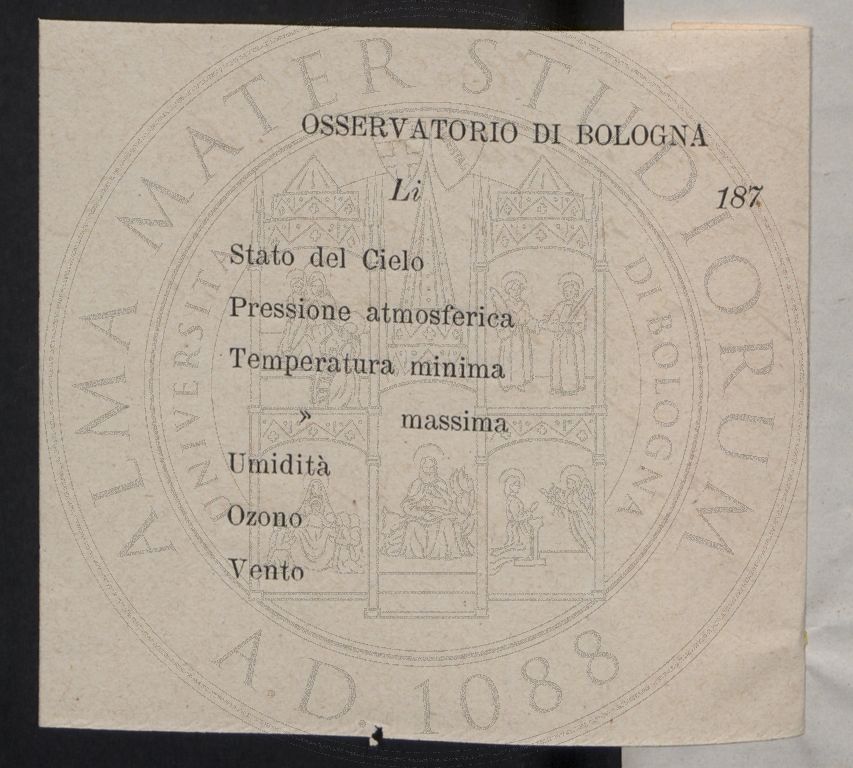 OSSERVATORIO DI BOLOGNA
Li 187
Stato del Cielo
Pressione atmosferica
Temperatura minima
» massima
Umidità
Ozono
Vento
ALMA MATER STUDIORUM
UNIVERSITA DI BOLOGNA
A.D. 1088